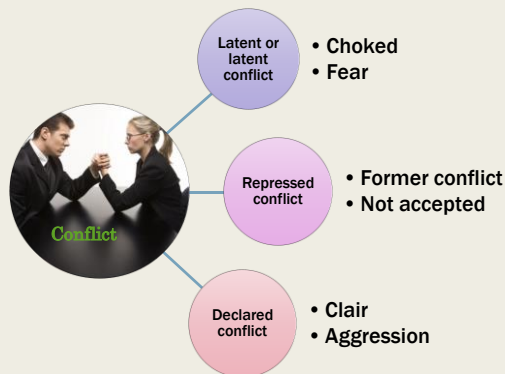 Latent or
latent
conflict
• Choked
• Fear
Conflict
Repressed
conflict
• Former conflict
• Not accepted
Declared
conflict
• Clair
• Aggression